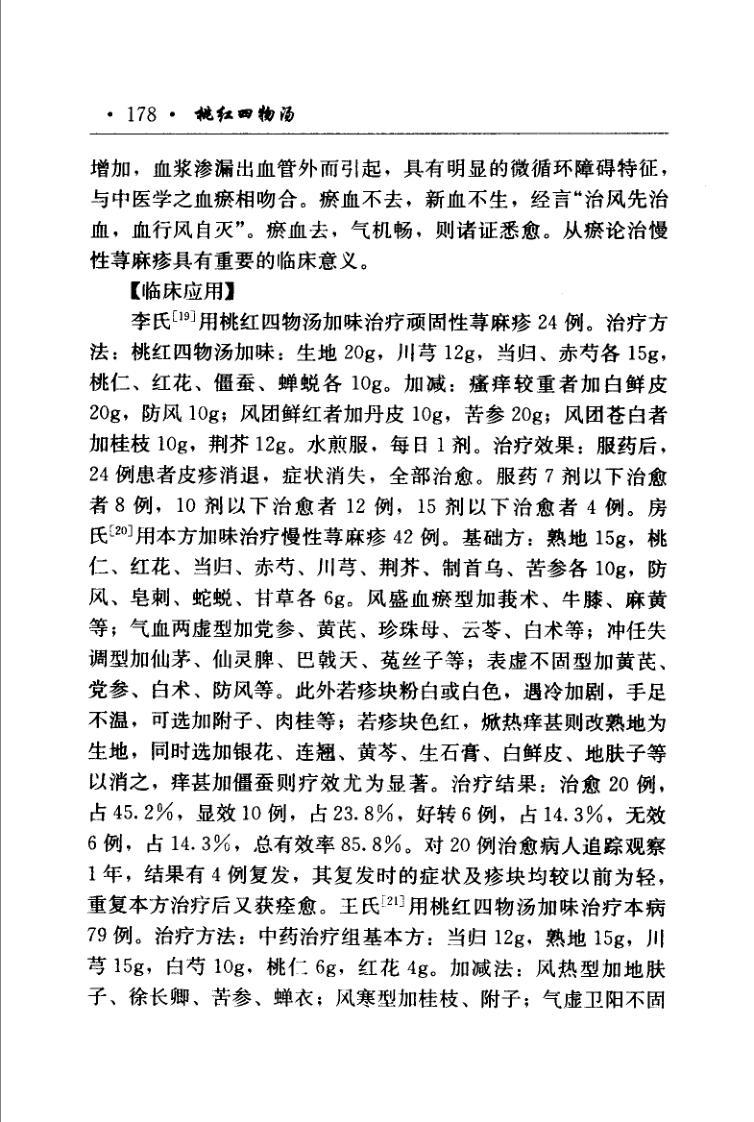 · 178 · 桃红四物汤
增加，血浆渗漏出血管外而引起，具有明显的微循环障碍特征，
与中医学之血瘀相吻合。瘀血不去，新血不生，经言“治风先治
血，血行风自灭”。瘀血去，气机畅，则诸证悉愈。从瘀论治慢
性荨麻疹具有重要的临床意义。
【临床应用】
李氏[19]用桃红四物汤加味治疗顽固性荨麻疹 24 例。治疗方
法：桃红四物汤加味：生地 20g，川芎 12g，当归、赤芍各 15g，
桃仁、红花、僵蚕、蝉蜕各 10g。加减：瘙痒较重者加白鲜皮
20g，防风 10g；风团鲜红者加丹皮 10g，苦参 20g；风团苍白者
加桂枝 10g，荆芥 12g。水煎服，每日 1 剂。治疗效果：服药后，
24 例患者皮疹消退，症状消失，全部治愈。服药 7 剂以下治愈
者 8 例，10 剂以下治愈者 12 例，15 剂以下治愈者 4 例。房
氏[20]用本方加味治疗慢性荨麻疹 42 例。基础方：熟地 15g，桃
仁、红花、当归、赤芍、川芎、荆芥、制首乌、苦参各 10g，防
风、皂刺、蛇蜕、甘草各 6g。风盛血瘀型加莪术、牛膝、麻黄
等；气血两虚型加党参、黄芪、珍珠母、云苓、白术等；冲任失
调型加仙茅、仙灵脾、巴戟天、菟丝子等；表虚不固型加黄芪、
党参、白术、防风等。此外若疹块粉白或白色，遇冷加剧，手足
不温，可选加附子、肉桂等；若疹块色红，焮热痒甚则改熟地为
生地，同时选加银花、连翘、黄芩、生石膏、白鲜皮、地肤子等
以消之，痒甚加僵蚕则疗效尤为显著。治疗结果：治愈 20 例，
占 45.2%，显效 10 例，占 23.8%，好转 6 例，占 14.3%，无效
6 例，占 14.3%，总有效率 85.8%。对 20 例治愈病人追踪观察
1 年，结果有 4 例复发，其复发时的症状及疹块均较以前为轻，
重复本方治疗后又获痊愈。王氏[21]用桃红四物汤加味治疗本病
79 例。治疗方法：中药治疗组基本方：当归 12g，熟地 15g，川
芎 15g，白芍 10g，桃仁 6g，红花 4g。加减法：风热型加地肤
子、徐长卿、苦参、蝉衣；风寒型加桂枝、附子；气虚卫阳不固